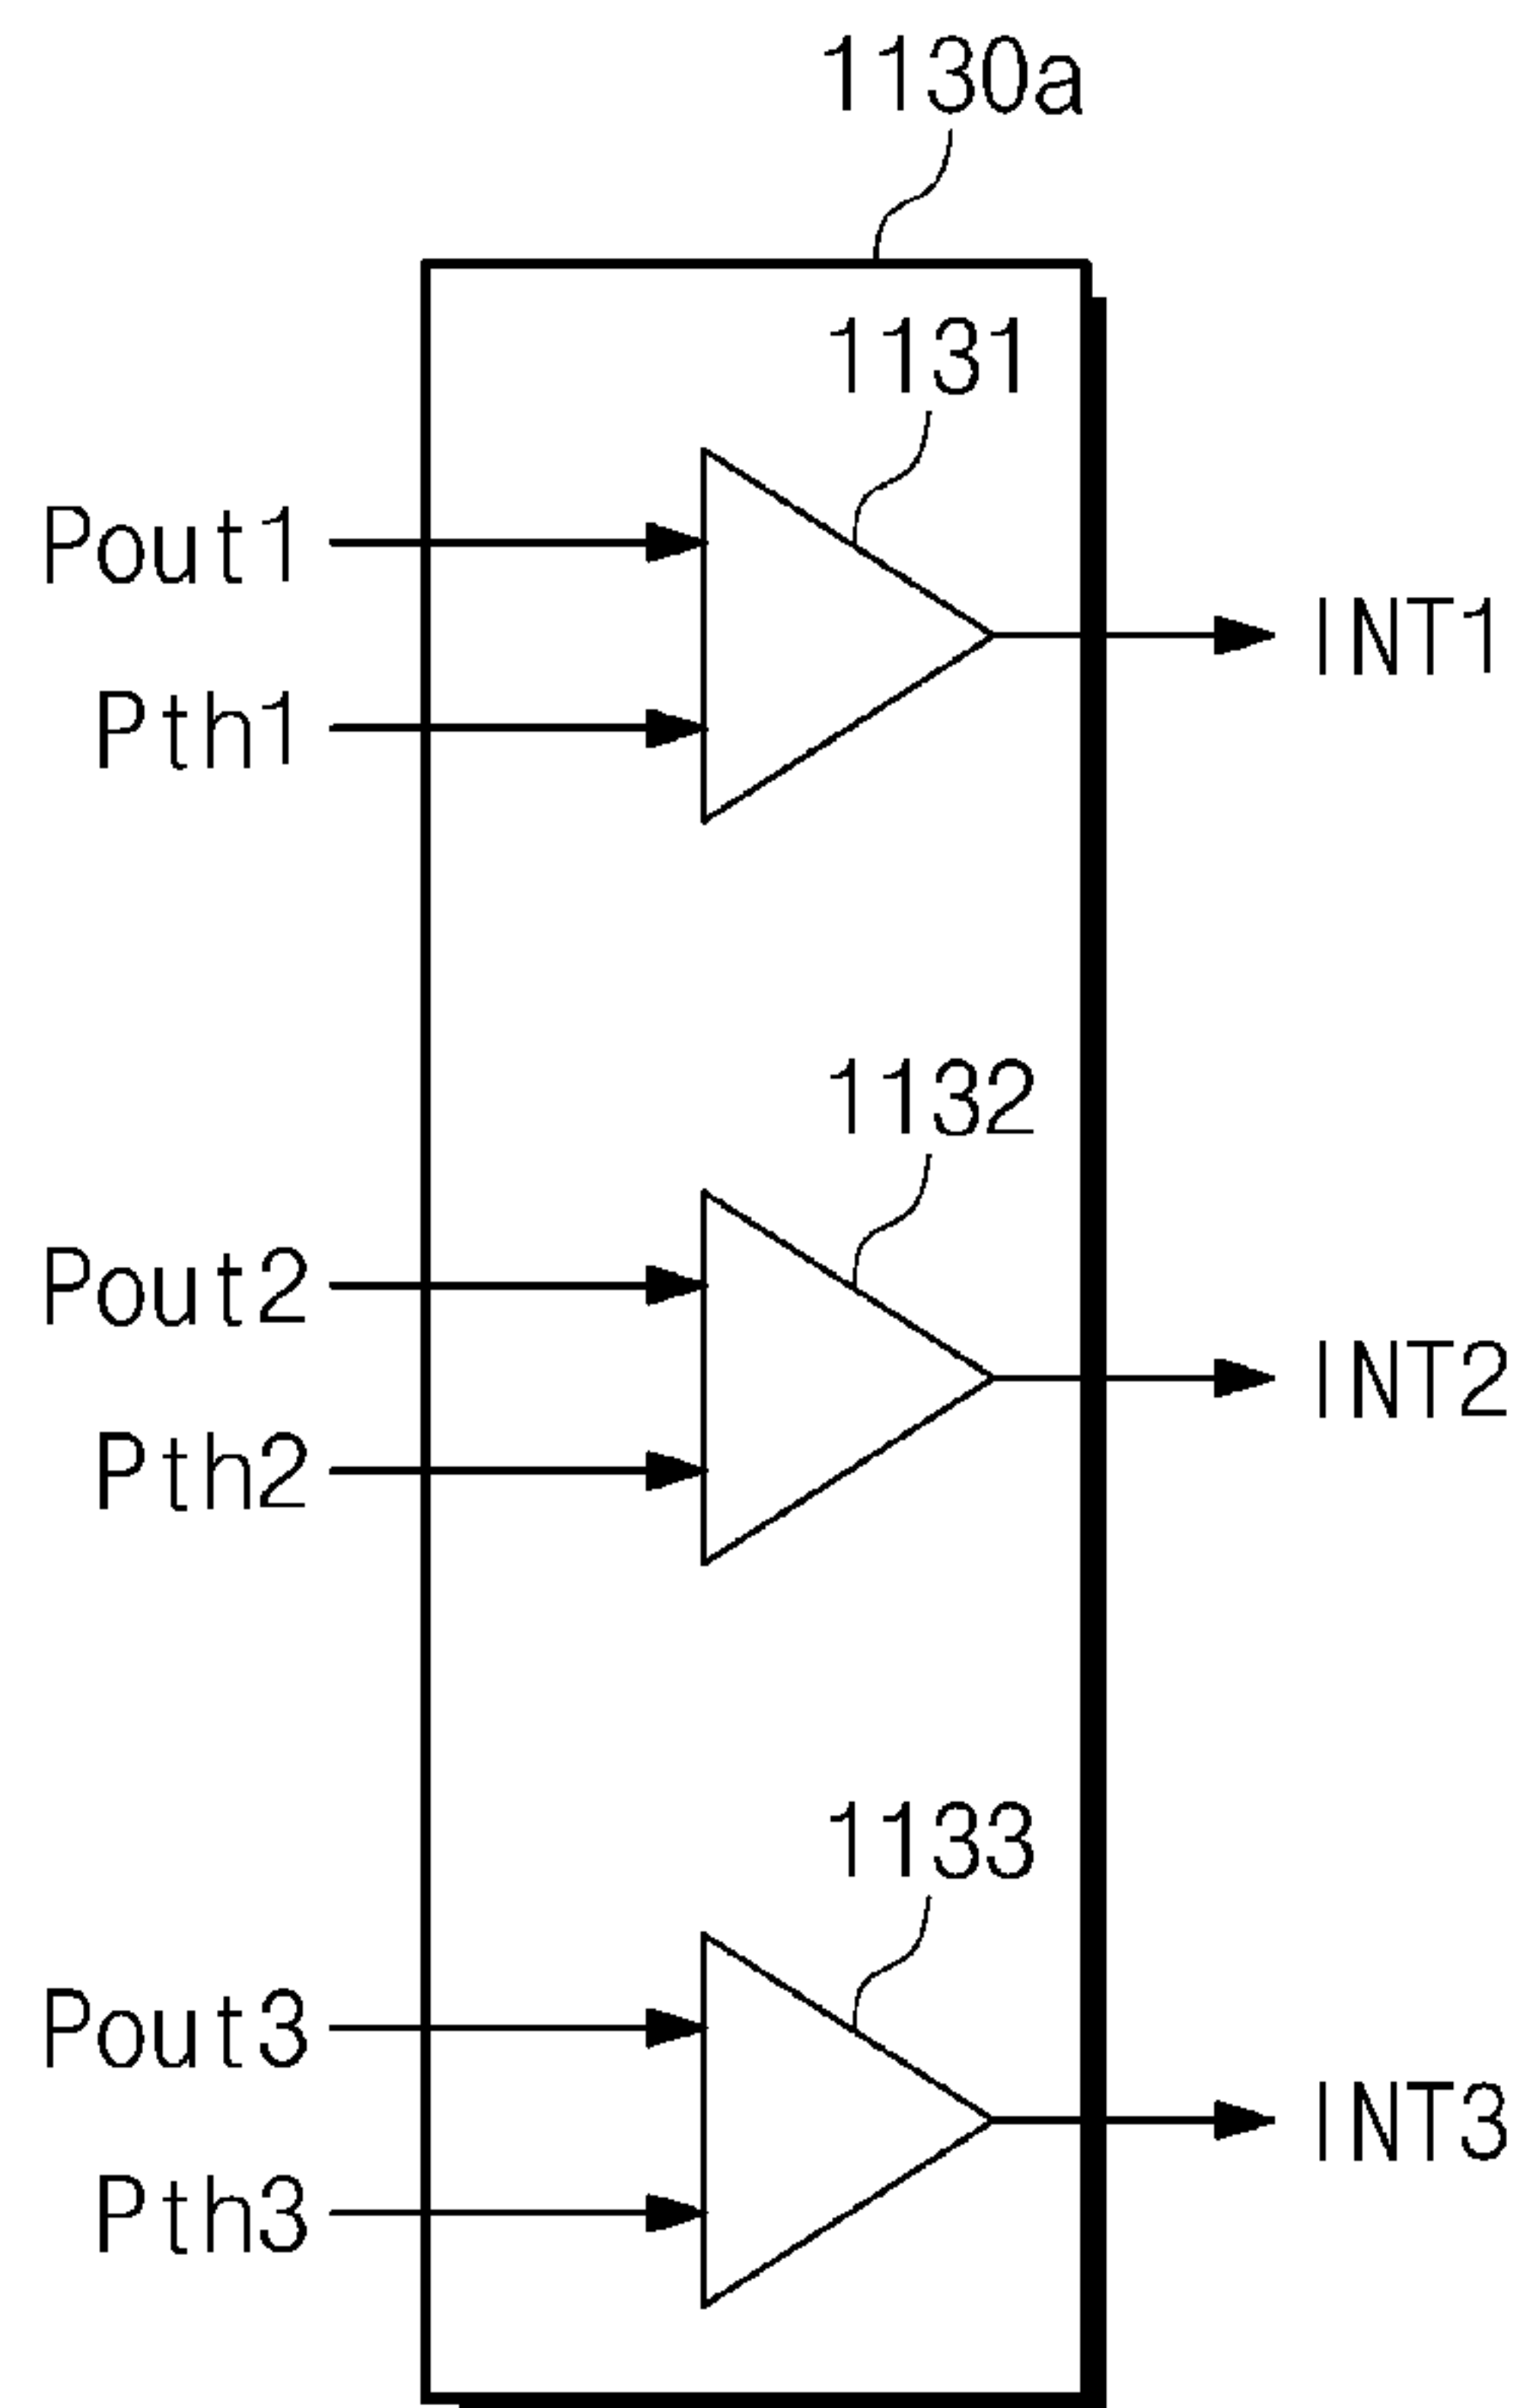 1130a
1131
Pout1
INT1
Pth1
1132
Pout2
INT2
Pth2
1133
Pout3
INT3
Pth3